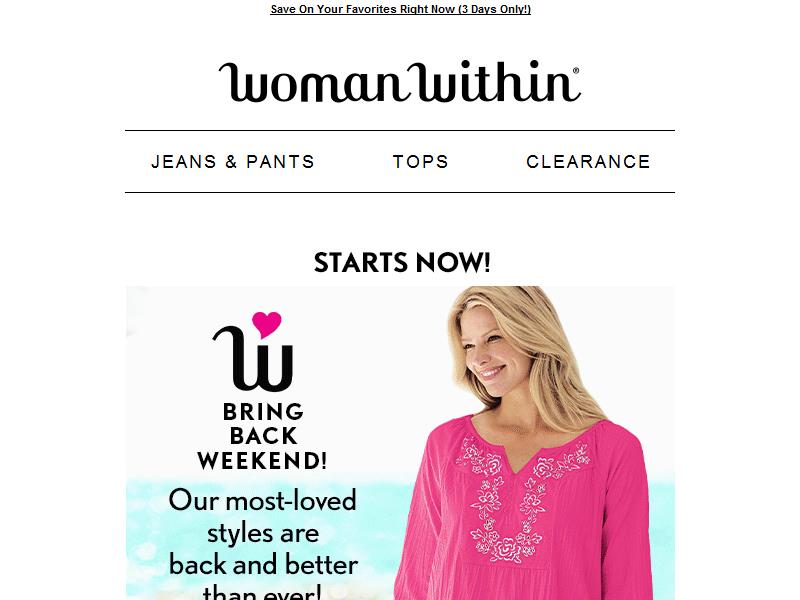 Save On Your Favorites Right Now (3 Days Only!)
Woman Within®
JEANS & PANTS TOPS CLEARANCE
STARTS NOW!
W
BRING
BACK
WEEKEND!
Our most-loved
styles are
back and better
than ever!